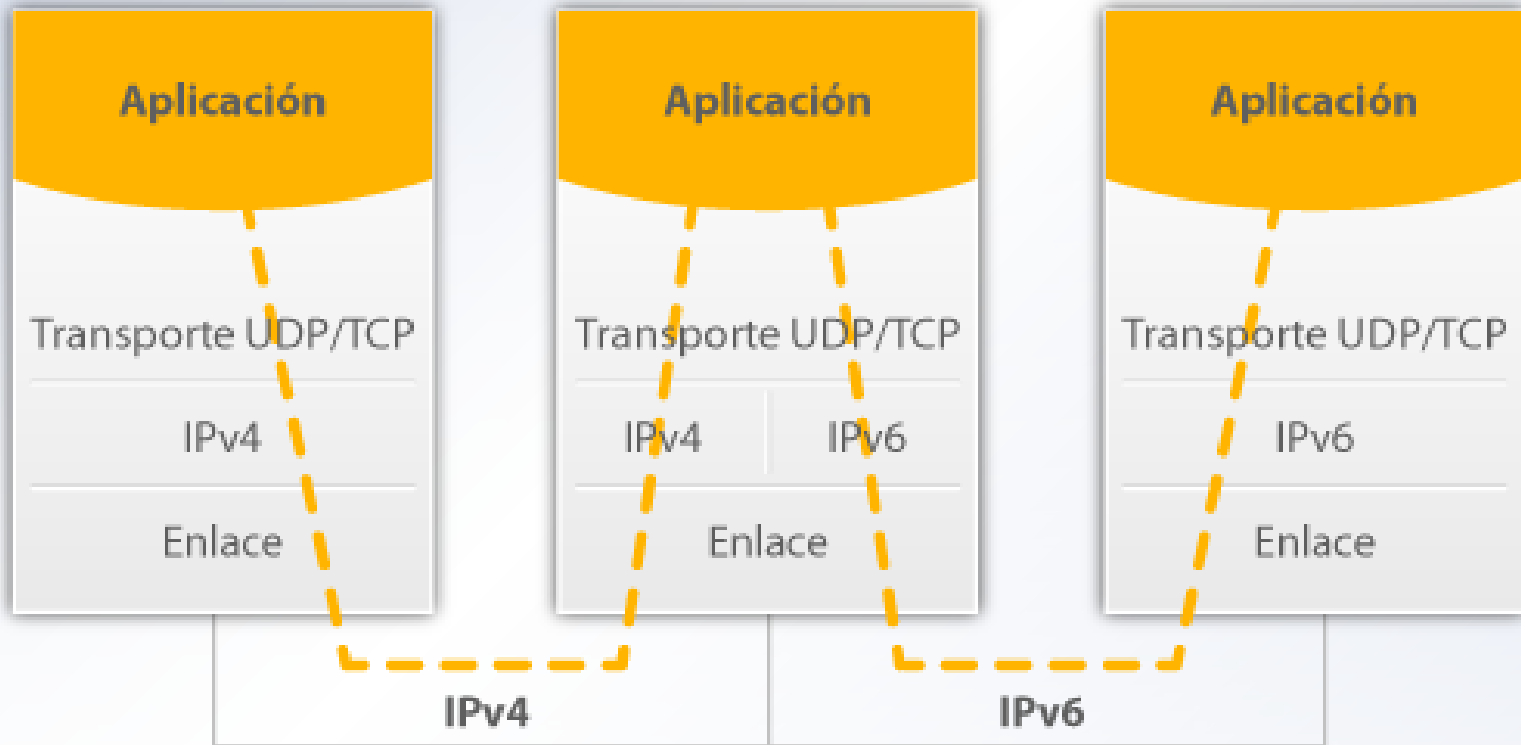 Aplicación
Transporte UDP/TCP
IPv4
Enlace
Aplicación
Transporte UDP/TCP
IPv4 IPv6
Enlace
Aplicación
Transporte UDP/TCP
IPv6
Enlace
IPv4
IPv6